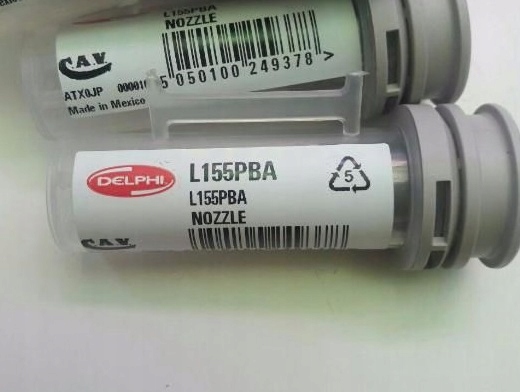 L155PBA
NOZZLE
C.A.V.
5 050100 249378 >
ATX0JP
Made in Mexico
DELPHI
L155PBA
5
L155PBA
NOZZLE
C.A.V.